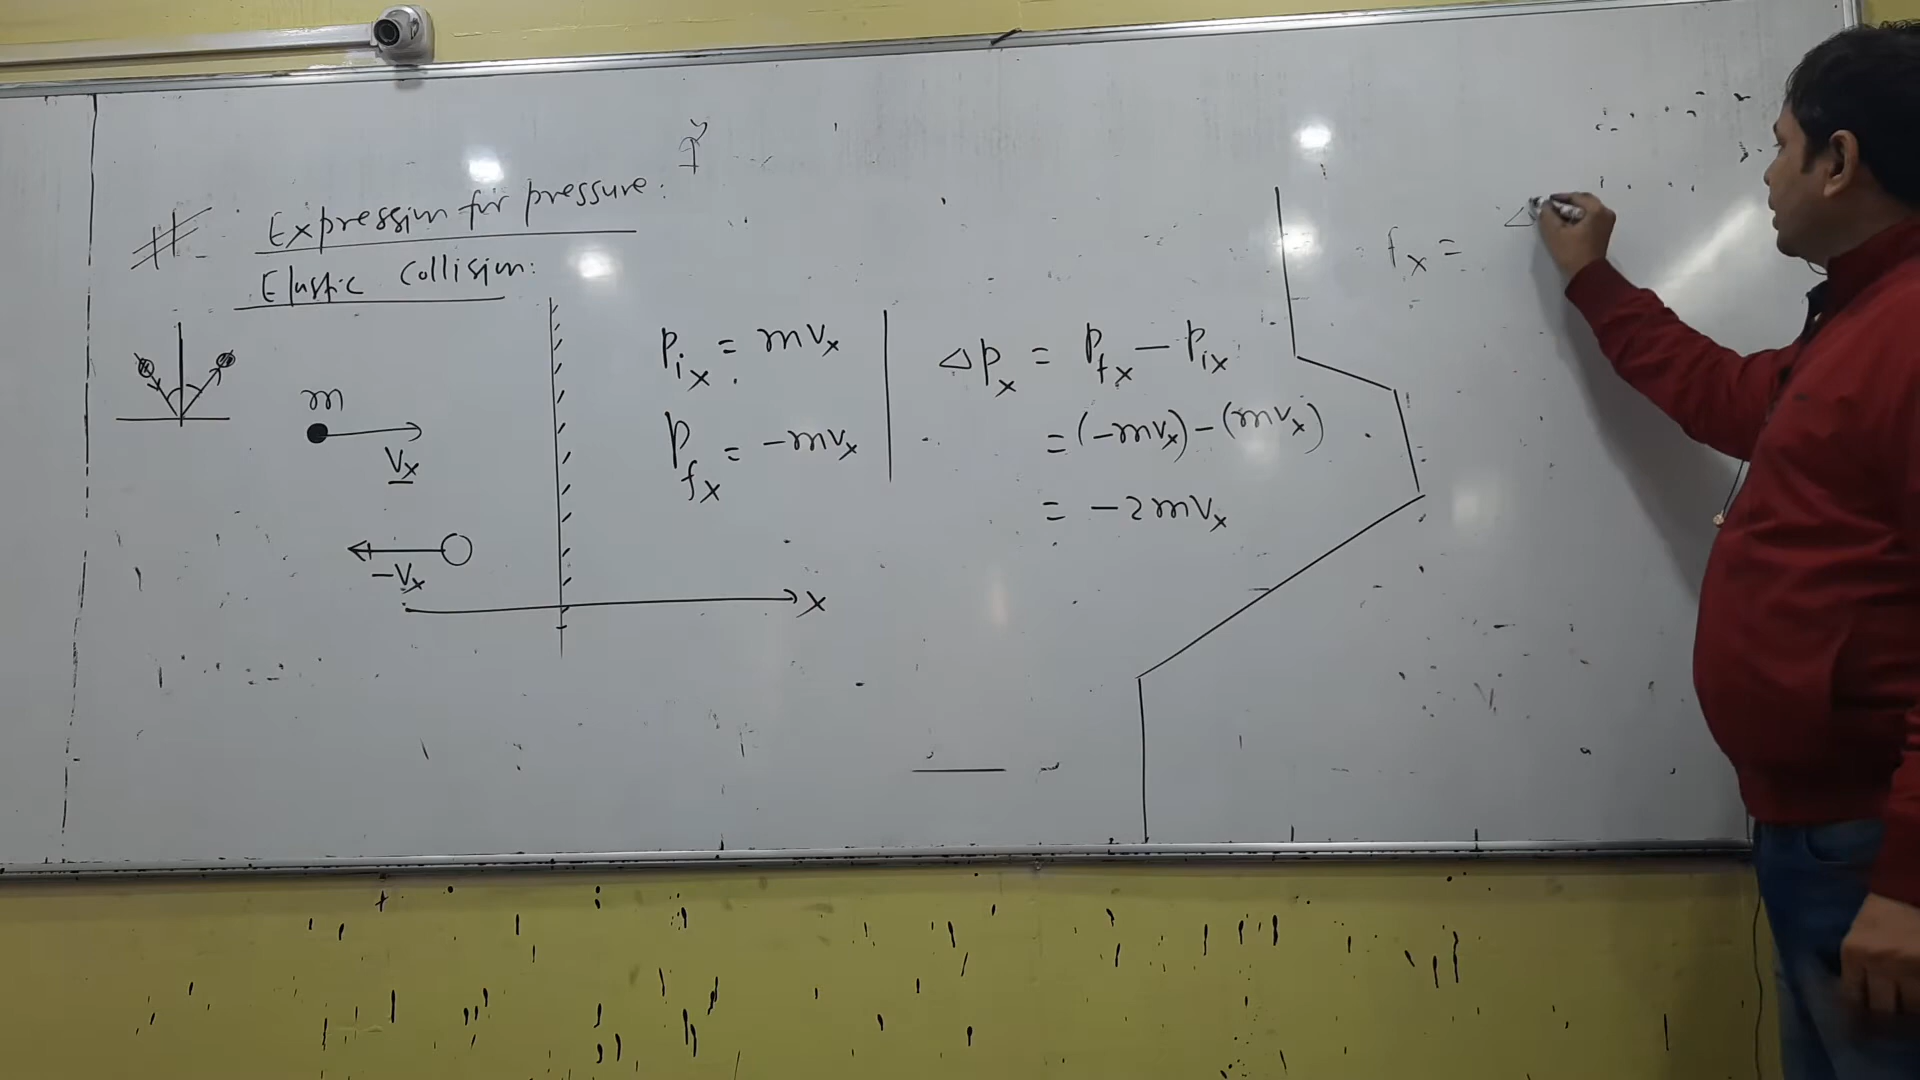 # Expression for pressure:
Elastic Collision:
m
Vx
-Vx
x
Pix = mVx
Pfx = -mVx
ΔPx = Pfx - Pix
= (-mVx) - (mVx)
= -2mVx
fx = Δ